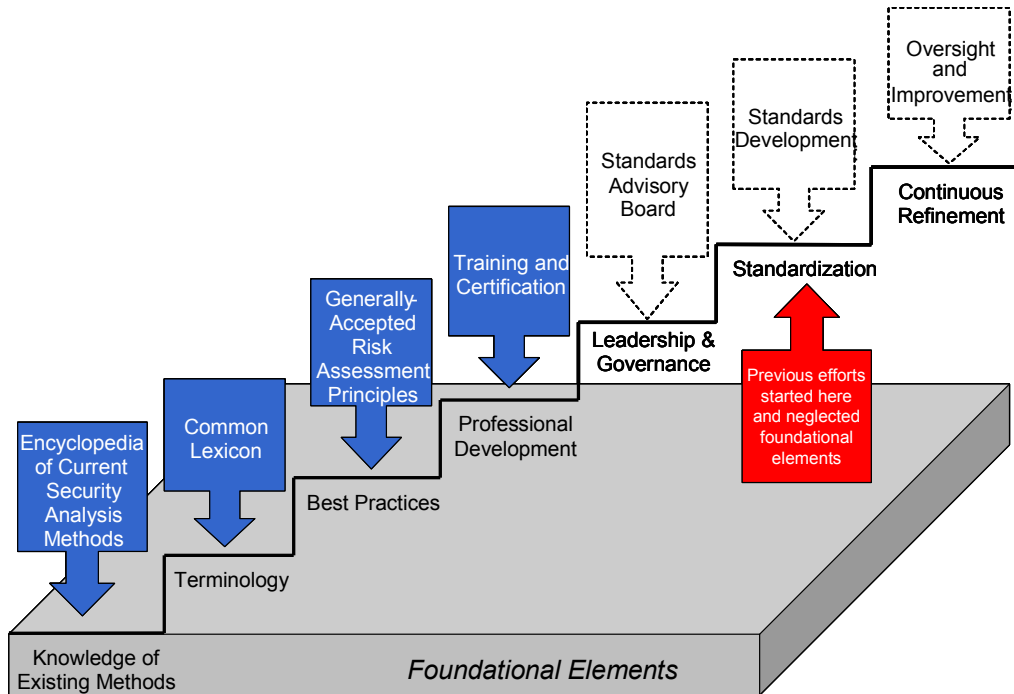 Oversight
and
Improvement
Standards
Development
Standards
Advisory
Board
Continuous
Refinement
Training and
Certification
Standardization
Generally-
Accepted
Risk
Assessment
Principles
Leadership &
Governance
Previous efforts
started here
and neglected
foundational
elements
Common
Lexicon
Professional
Development
Encyclopedia
of Current
Security
Analysis
Methods
Best Practices
Terminology
Knowledge of
Existing Methods
Foundational Elements